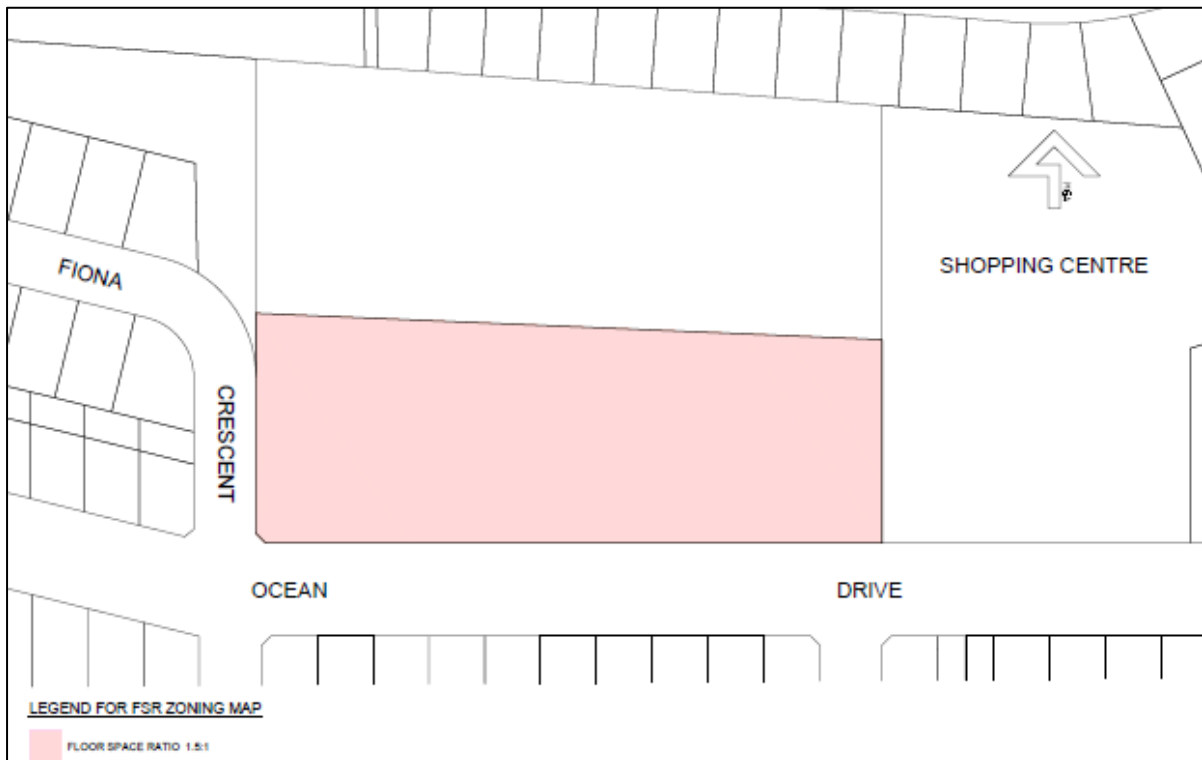 SHOPPING CENTRE
FIONA
CRESCENT
OCEAN
DRIVE
LEGEND FOR FSR ZONING MAP
FLOOR SPACE RATIO 1.5:1